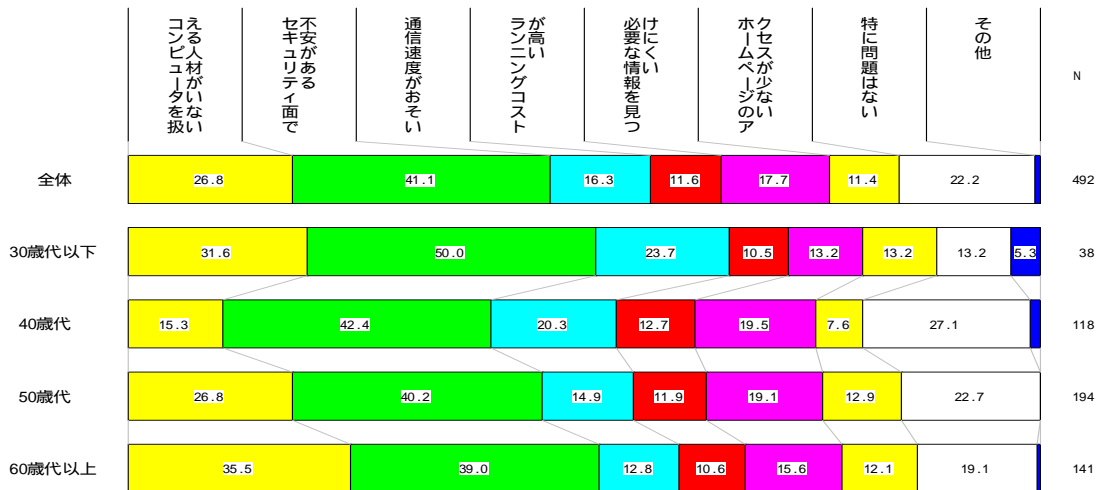 コンピュータを扱
える人材がいない
セキュリティ面で
不安がある
通信速度がおそい
ランニングコスト
が高い
必要な情報を見つ
けにくい
ホームページのア
クセスが少ない
特に問題はない
その他
N
全体 26.8 41.1 16.3 11.6 17.7 11.4 22.2 492
30歳代以下 31.6 50.0 23.7 10.5 13.2 13.2 13.2 5.3 38
40歳代 15.3 42.4 20.3 12.7 19.5 7.6 27.1 118
50歳代 26.8 40.2 14.9 11.9 19.1 12.9 22.7 194
60歳代以上 35.5 39.0 12.8 10.6 15.6 12.1 19.1 141